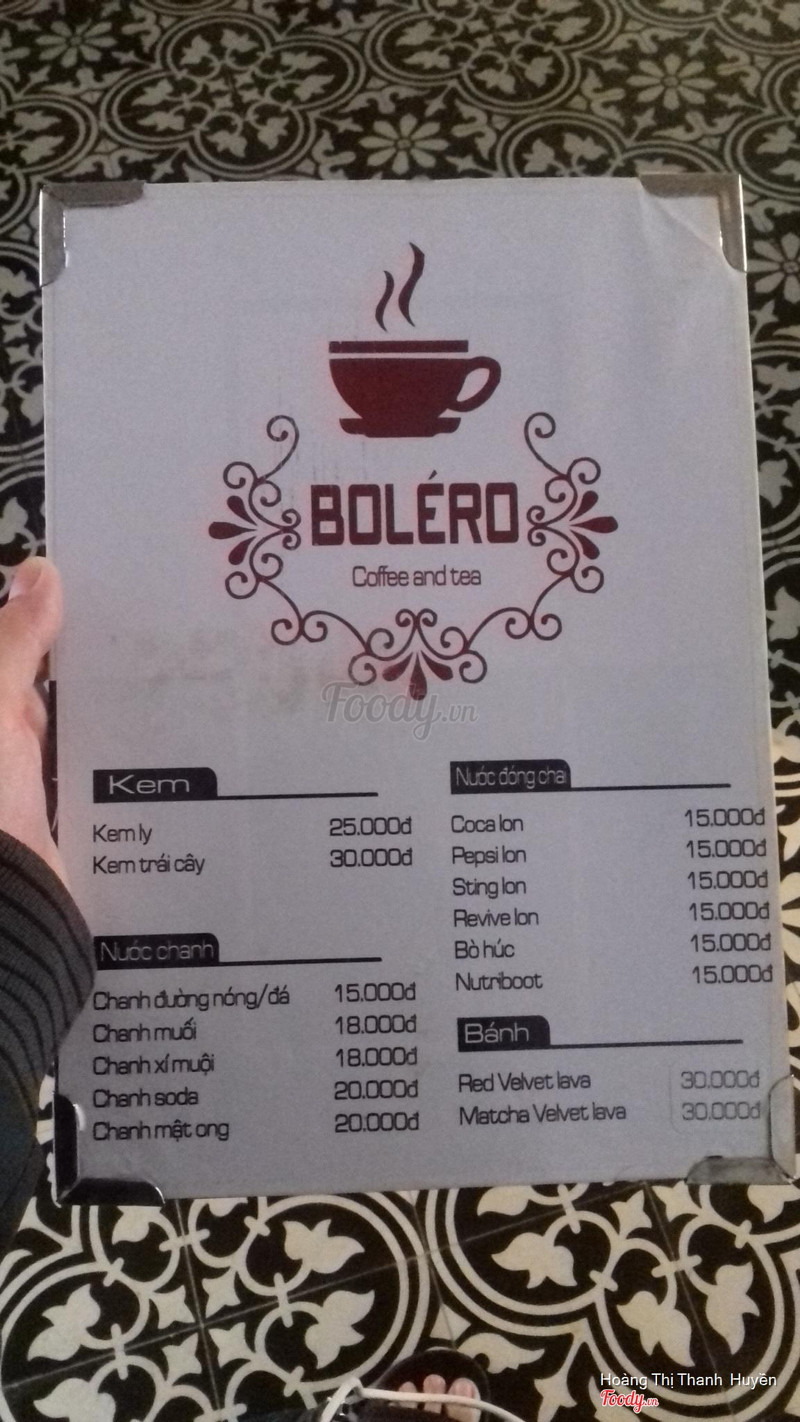 BOLÉRO
Coffee and tea
Foody.vn
Kem
Kem ly 25.000đ
Kem trái cây 30.000đ
Nước chanh
Chanh đường nóng/đá 15.000đ
Chanh muối 18.000đ
Chanh xí muội 18.000đ
Chanh soda 20.000đ
Chanh mật ong 20.000đ
Nước đóng chai
Coca lon 15.000đ
Pepsi lon 15.000đ
Sting lon 15.000đ
Revive lon 15.000đ
Bò húc 15.000đ
Nutriboot 15.000đ
Bánh
Red Velvet lava 30.000đ
Matcha Velvet lava 30.000đ
Hoàng Thị Thanh Huyền
Foody.vn